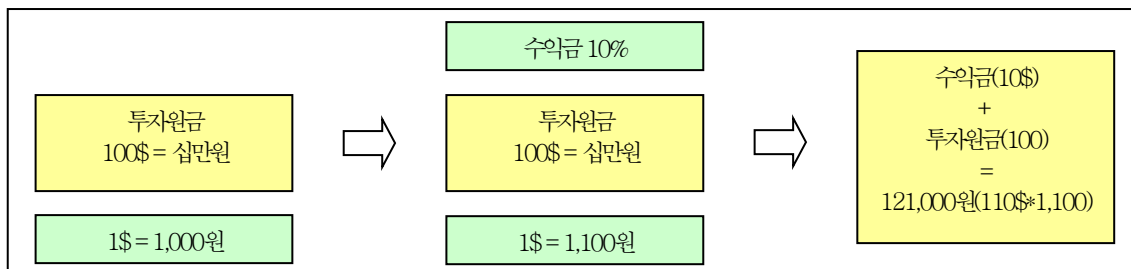 투자원금
100$ = 십만원
1$ = 1,000원
수익금 10%
투자원금
100$ = 십만원
1$ = 1,100원
수익금(10$)
+
투자원금(100)
=
121,000원(110$*1,100)